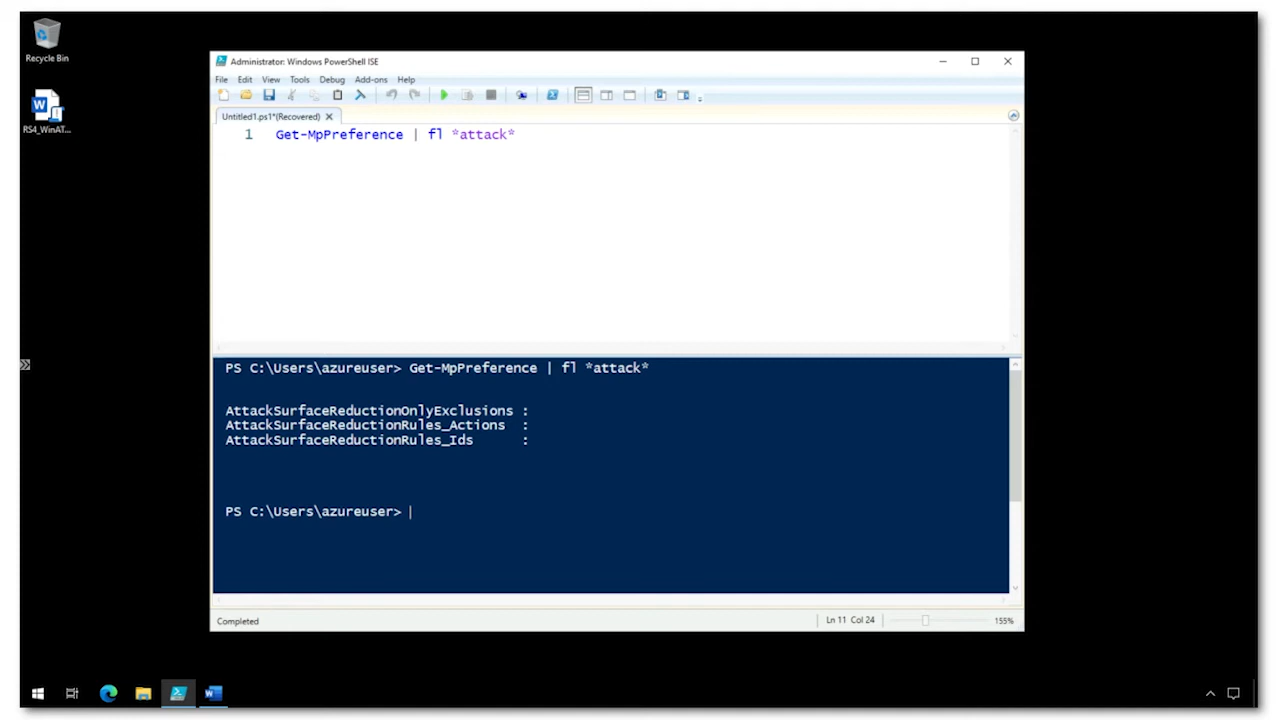 Recycle Bin
RS4_WinAT...
Administrator: Windows PowerShell ISE
File Edit View Tools Debug Add-ons Help
Untitled1.ps1*(Recovered)
1 Get-MpPreference | fl *attack*
PS C:\Users\azureuser> Get-MpPreference | fl *attack*
AttackSurfaceReductionOnlyExclusions :
AttackSurfaceReductionRules_Actions :
AttackSurfaceReductionRules_Ids :
PS C:\Users\azureuser>
Completed
Ln 11 Col 24
155%